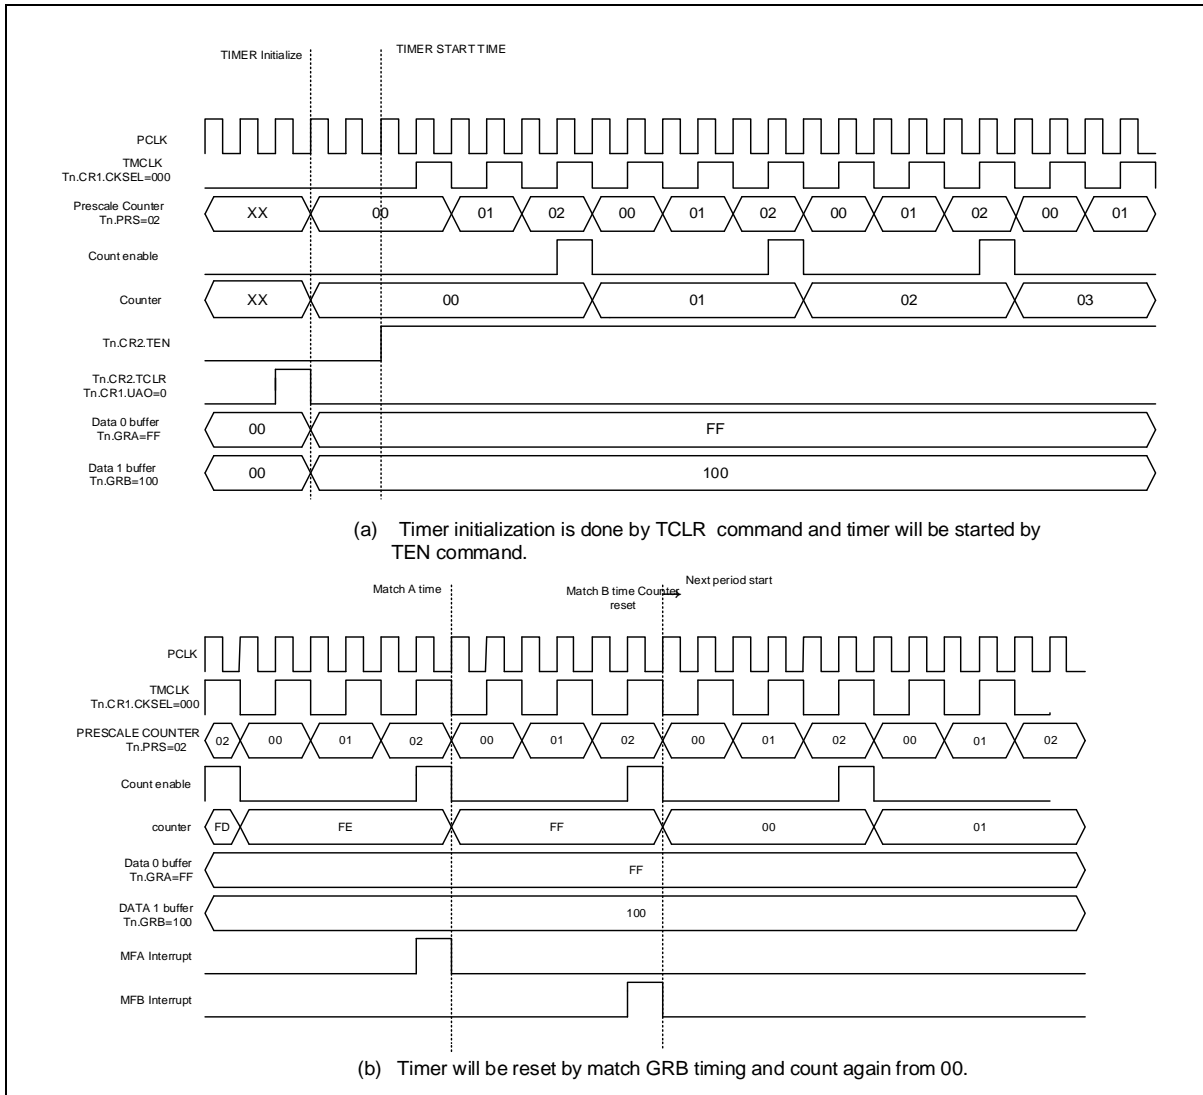 TIMER Initialize
TIMER START TIME
PCLK
TMCLK
Tn.CR1.CKSEL=000
Prescale Counter
Tn.PRS=02
XX 00 01 02 00 01 02 00 01 02 00 01
Count enable
Counter
XX 00 01 02 03
Tn.CR2.TEN
Tn.CR2.TCLR
Tn.CR1.UAO=0
Data 0 buffer
Tn.GRA=FF
00 FF
Data 1 buffer
Tn.GRB=100
00 100
(a) Timer initialization is done by TCLR command and timer will be started by
TEN command.
Match A time
Match B time Counter
reset
Next period start
PCLK
TMCLK
Tn.CR1.CKSEL=000
PRESCALE COUNTER
Tn.PRS=02
02 00 01 02 00 01 02 00 01 02 00 01 02
Count enable
counter
FD FE FF 00 01
Data 0 buffer
Tn.GRA=FF
FF
DATA 1 buffer
Tn.GRB=100
100
MFA Interrupt
MFB Interrupt
(b) Timer will be reset by match GRB timing and count again from 00.